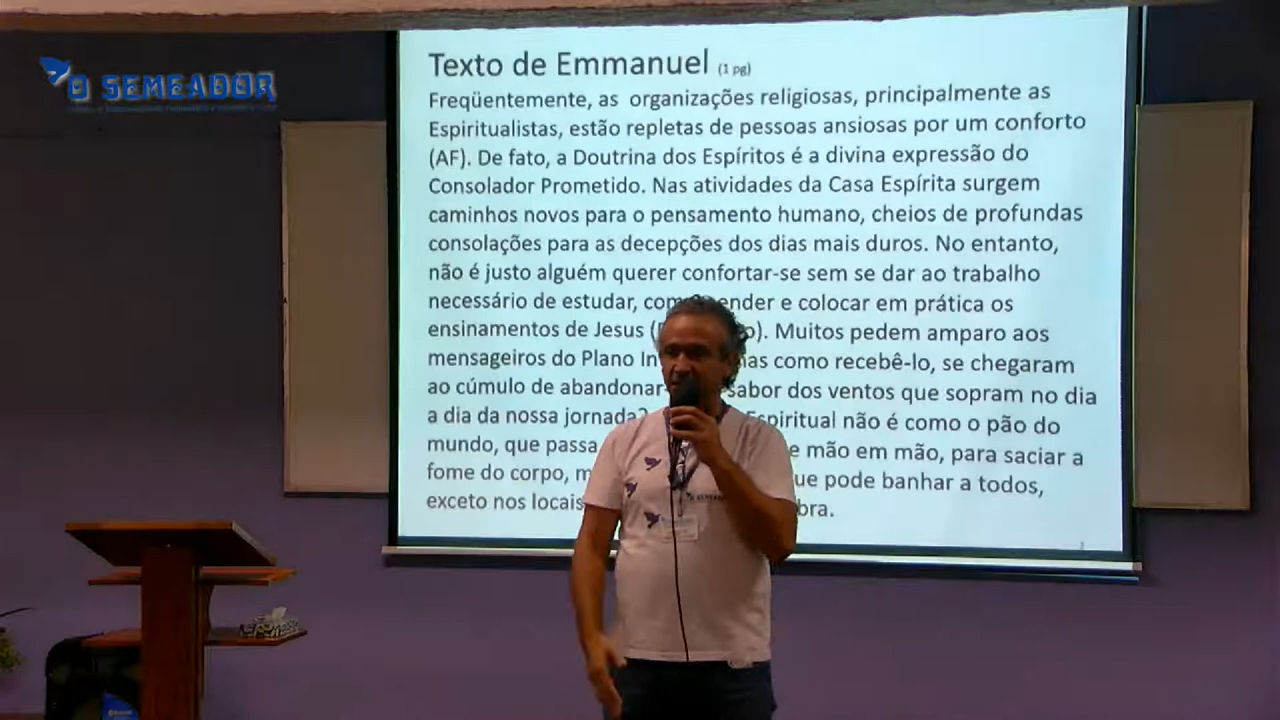 O SEMEADOR
Texto de Emmanuel (1 pg)
Freqüentemente, as organizações religiosas, principalmente as
Espiritualistas, estão repletas de pessoas ansiosas por um conforto
(AF). De fato, a Doutrina dos Espíritos é a divina expressão do
Consolador Prometido. Nas atividades da Casa Espírita surgem
caminhos novos para o pensamento humano, cheios de profundas
consolações para as decepções dos dias mais duros. No entanto,
não é justo alguém querer confortar-se sem se dar ao trabalho
necessário de estudar, ender e colocar em prática os
ensinamentos de Jesus ( o). Muitos pedem amparo aos
mensageiros do Plano In as como recebê-lo, se chegaram
ao cúmulo de abandonar- sabor dos ventos que sopram no dia
a dia da nossa jornada? Espiritual não é como o pão do
mundo, que passa e mão em mão, para saciar a
fome do corpo, m ue pode banhar a todos,
exceto nos locais bra.